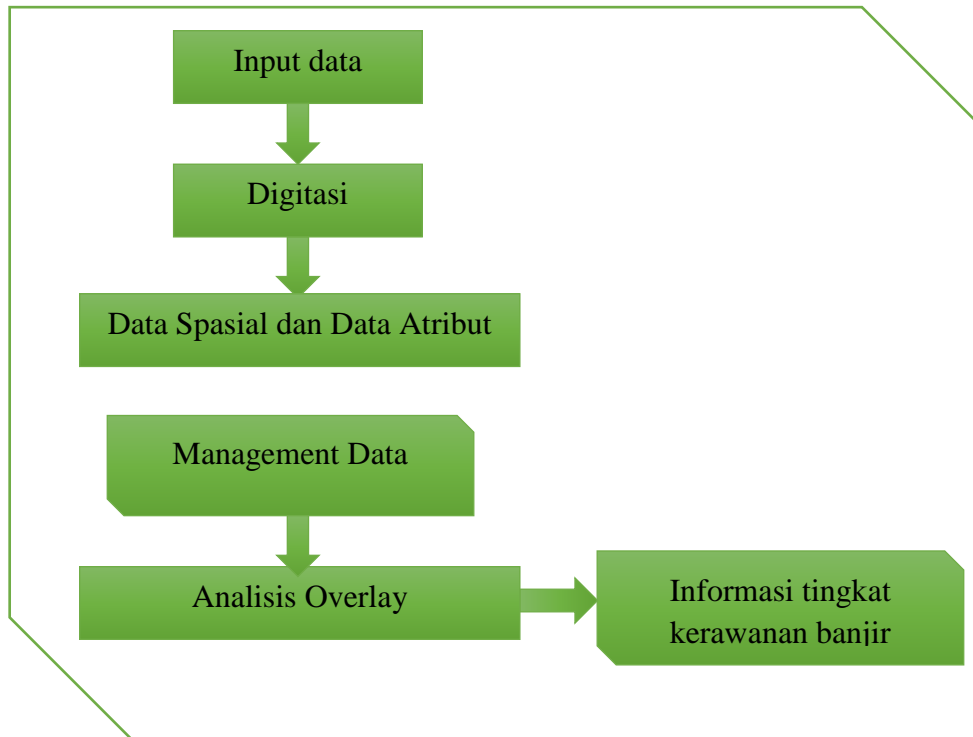 Input data
Digitasi
Data Spasial dan Data Atribut
Management Data
Analisis Overlay
Informasi tingkat
kerawanan banjir